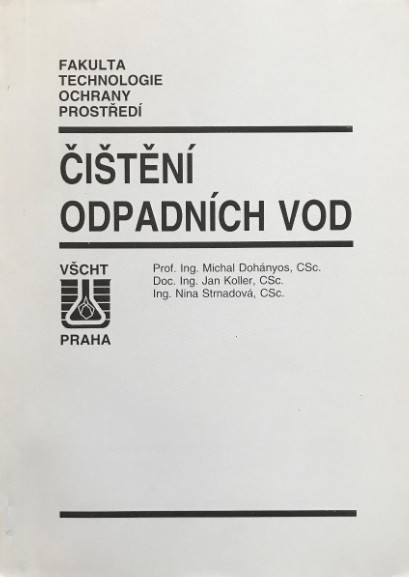 FAKULTA
TECHNOLOGIE
OCHRANY
PROSTŘEDÍ
ČIŠTĚNÍ
ODPADNÍCH VOD
VŠCHT
PRAHA
Prof. Ing. Michal Dohányos, CSc.
Doc. Ing. Jan Koller, CSc.
Ing. Nina Strnadová, CSc.